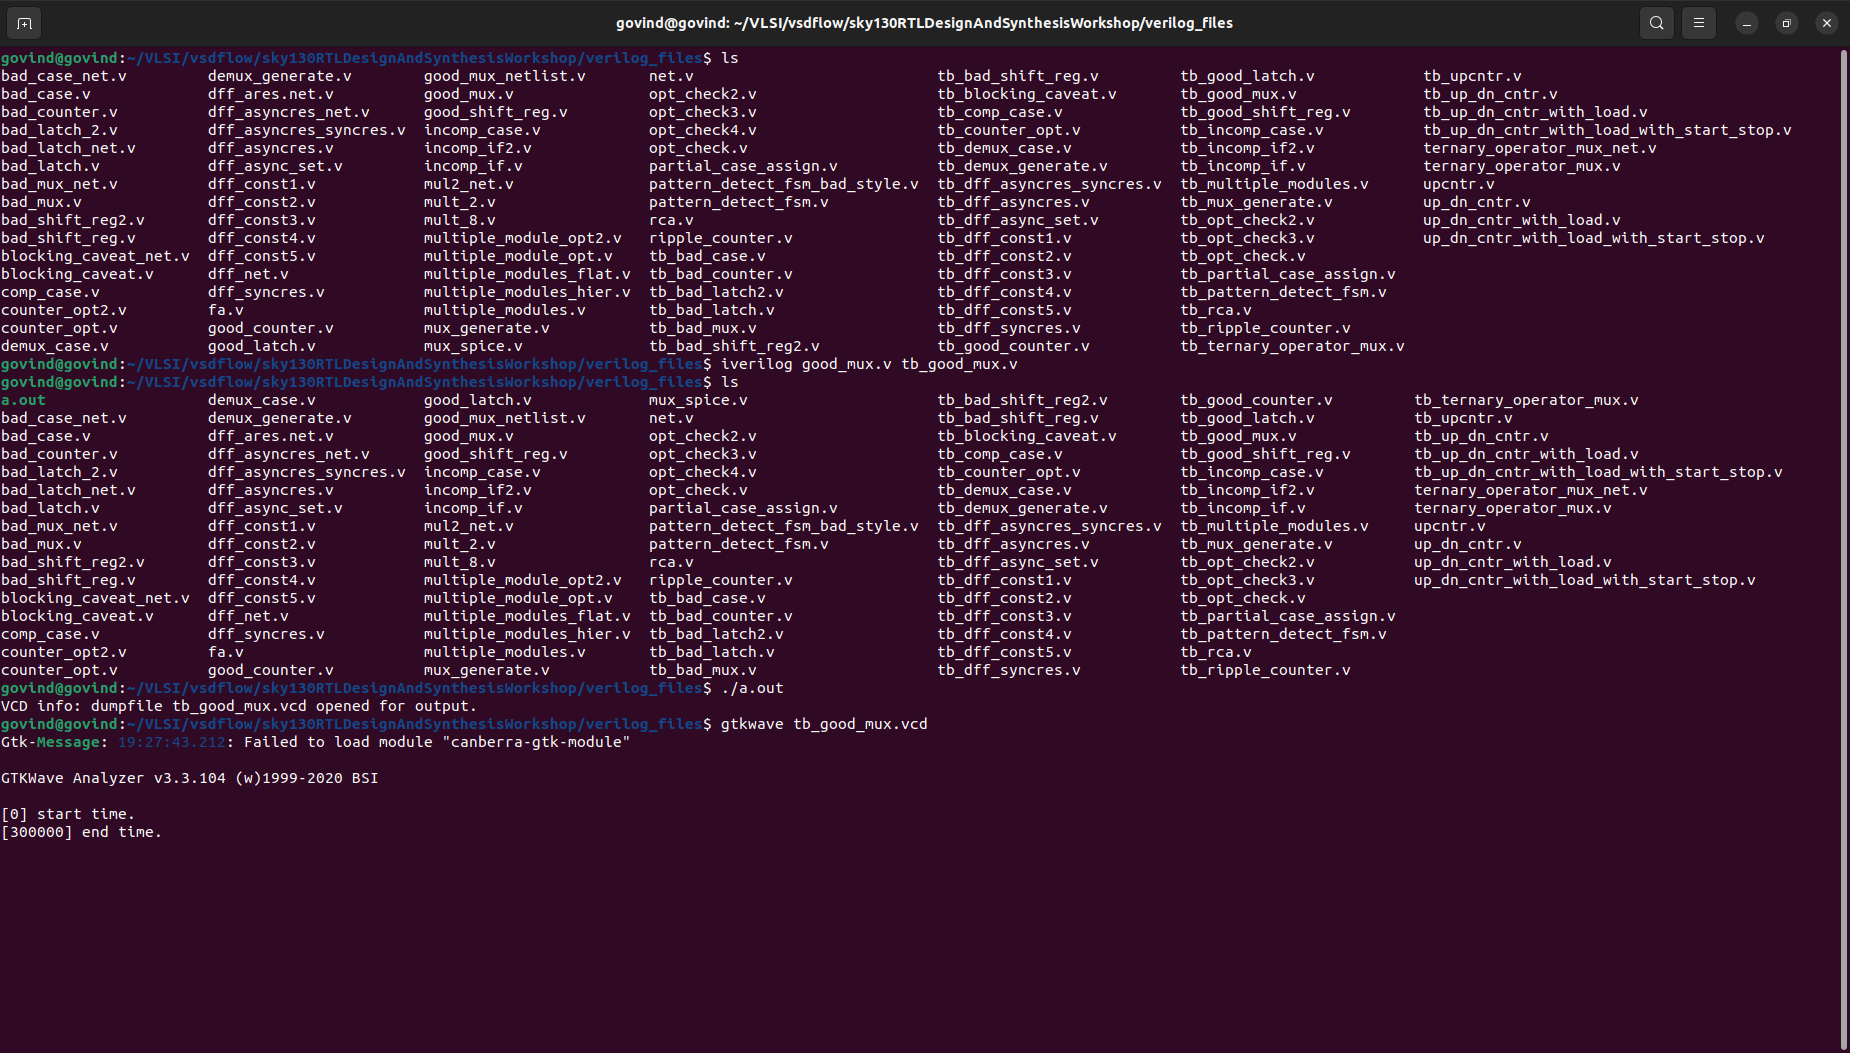 govind@govind: ~/VLSI/vsdflow/sky130RTLDesignAndSynthesisWorkshop/verilog_files
govind@govind:~/VLSI/vsdflow/sky130RTLDesignAndSynthesisWorkshop/verilog_files$ ls
bad_case_net.v demux_generate.v good_mux_netlist.v net.v tb_bad_shift_reg.v tb_good_latch.v tb_upcntr.v
bad_case.v dff_ares.net.v good_mux.v opt_check2.v tb_blocking_caveat.v tb_good_mux.v tb_up_dn_cntr.v
bad_counter.v dff_asyncres_net.v good_shift_reg.v opt_check3.v tb_comp_case.v tb_good_shift_reg.v tb_up_dn_cntr_with_load.v
bad_latch_2.v dff_asyncres_syncres.v incomp_case.v opt_check4.v tb_counter_opt.v tb_incomp_case.v tb_up_dn_cntr_with_load_with_start_stop.v
bad_latch_net.v dff_asyncres.v incomp_if2.v opt_check.v tb_demux_case.v tb_incomp_if2.v ternary_operator_mux_net.v
bad_latch.v dff_async_set.v incomp_if.v partial_case_assign.v tb_demux_generate.v tb_incomp_if.v ternary_operator_mux.v
bad_mux_net.v dff_const1.v mul2_net.v pattern_detect_fsm_bad_style.v tb_dff_asyncres_syncres.v tb_multiple_modules.v upcntr.v
bad_mux.v dff_const2.v mult_2.v pattern_detect_fsm.v tb_dff_asyncres.v tb_mux_generate.v up_dn_cntr.v
bad_shift_reg2.v dff_const3.v mult_8.v rca.v tb_dff_async_set.v tb_opt_check2.v up_dn_cntr_with_load.v
bad_shift_reg.v dff_const4.v multiple_module_opt2.v ripple_counter.v tb_dff_const1.v tb_opt_check3.v up_dn_cntr_with_load_with_start_stop.v
blocking_caveat_net.v dff_const5.v multiple_module_opt.v tb_bad_case.v tb_dff_const2.v tb_opt_check.v
blocking_caveat.v dff_net.v multiple_modules_flat.v tb_bad_counter.v tb_dff_const3.v tb_partial_case_assign.v
comp_case.v dff_syncres.v multiple_modules_hier.v tb_bad_latch2.v tb_dff_const4.v tb_pattern_detect_fsm.v
counter_opt2.v fa.v multiple_modules.v tb_bad_latch.v tb_dff_const5.v tb_rca.v
counter_opt.v good_counter.v mux_generate.v tb_bad_mux.v tb_dff_syncres.v tb_ripple_counter.v
demux_case.v good_latch.v mux_spice.v tb_bad_shift_reg2.v tb_good_counter.v tb_ternary_operator_mux.v
govind@govind:~/VLSI/vsdflow/sky130RTLDesignAndSynthesisWorkshop/verilog_files$ iverilog good_mux.v tb_good_mux.v
govind@govind:~/VLSI/vsdflow/sky130RTLDesignAndSynthesisWorkshop/verilog_files$ ls
a.out demux_case.v good_latch.v mux_spice.v tb_bad_shift_reg2.v tb_good_counter.v tb_ternary_operator_mux.v
bad_case_net.v demux_generate.v good_mux_netlist.v net.v tb_bad_shift_reg.v tb_good_latch.v tb_upcntr.v
bad_case.v dff_ares.net.v good_mux.v opt_check2.v tb_blocking_caveat.v tb_good_mux.v tb_up_dn_cntr.v
bad_counter.v dff_asyncres_net.v good_shift_reg.v opt_check3.v tb_comp_case.v tb_good_shift_reg.v tb_up_dn_cntr_with_load.v
bad_latch_2.v dff_asyncres_syncres.v incomp_case.v opt_check4.v tb_counter_opt.v tb_incomp_case.v tb_up_dn_cntr_with_load_with_start_stop.v
bad_latch_net.v dff_asyncres.v incomp_if2.v opt_check.v tb_demux_case.v tb_incomp_if2.v ternary_operator_mux_net.v
bad_latch.v dff_async_set.v incomp_if.v partial_case_assign.v tb_demux_generate.v tb_incomp_if.v ternary_operator_mux.v
bad_mux_net.v dff_const1.v mul2_net.v pattern_detect_fsm_bad_style.v tb_dff_asyncres_syncres.v tb_multiple_modules.v upcntr.v
bad_mux.v dff_const2.v mult_2.v pattern_detect_fsm.v tb_dff_asyncres.v tb_mux_generate.v up_dn_cntr.v
bad_shift_reg2.v dff_const3.v mult_8.v rca.v tb_dff_async_set.v tb_opt_check2.v up_dn_cntr_with_load.v
bad_shift_reg.v dff_const4.v multiple_module_opt2.v ripple_counter.v tb_dff_const1.v tb_opt_check3.v up_dn_cntr_with_load_with_start_stop.v
blocking_caveat_net.v dff_const5.v multiple_module_opt.v tb_bad_case.v tb_dff_const2.v tb_opt_check.v
blocking_caveat.v dff_net.v multiple_modules_flat.v tb_bad_counter.v tb_dff_const3.v tb_partial_case_assign.v
comp_case.v dff_syncres.v multiple_modules_hier.v tb_bad_latch2.v tb_dff_const4.v tb_pattern_detect_fsm.v
counter_opt2.v fa.v multiple_modules.v tb_bad_latch.v tb_dff_const5.v tb_rca.v
counter_opt.v good_counter.v mux_generate.v tb_bad_mux.v tb_dff_syncres.v tb_ripple_counter.v
govind@govind:~/VLSI/vsdflow/sky130RTLDesignAndSynthesisWorkshop/verilog_files$ ./a.out
VCD info: dumpfile tb_good_mux.vcd opened for output.
govind@govind:~/VLSI/vsdflow/sky130RTLDesignAndSynthesisWorkshop/verilog_files$ gtkwave tb_good_mux.vcd
Gtk-Message: 19:27:43.212: Failed to load module "canberra-gtk-module"
GTKWave Analyzer v3.3.104 (w)1999-2020 BSI
[0] start time.
[300000] end time.